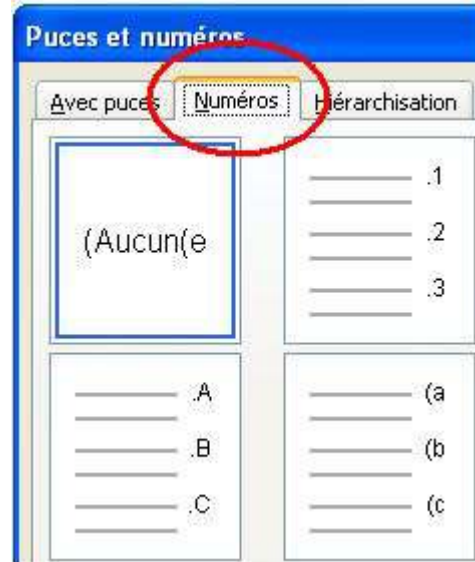 Puces et numéros
Avec puces Numéros Hiérarchisation
(Aucun(e
.1
.2
.3
.A
.B
.C
(a
(b
(c